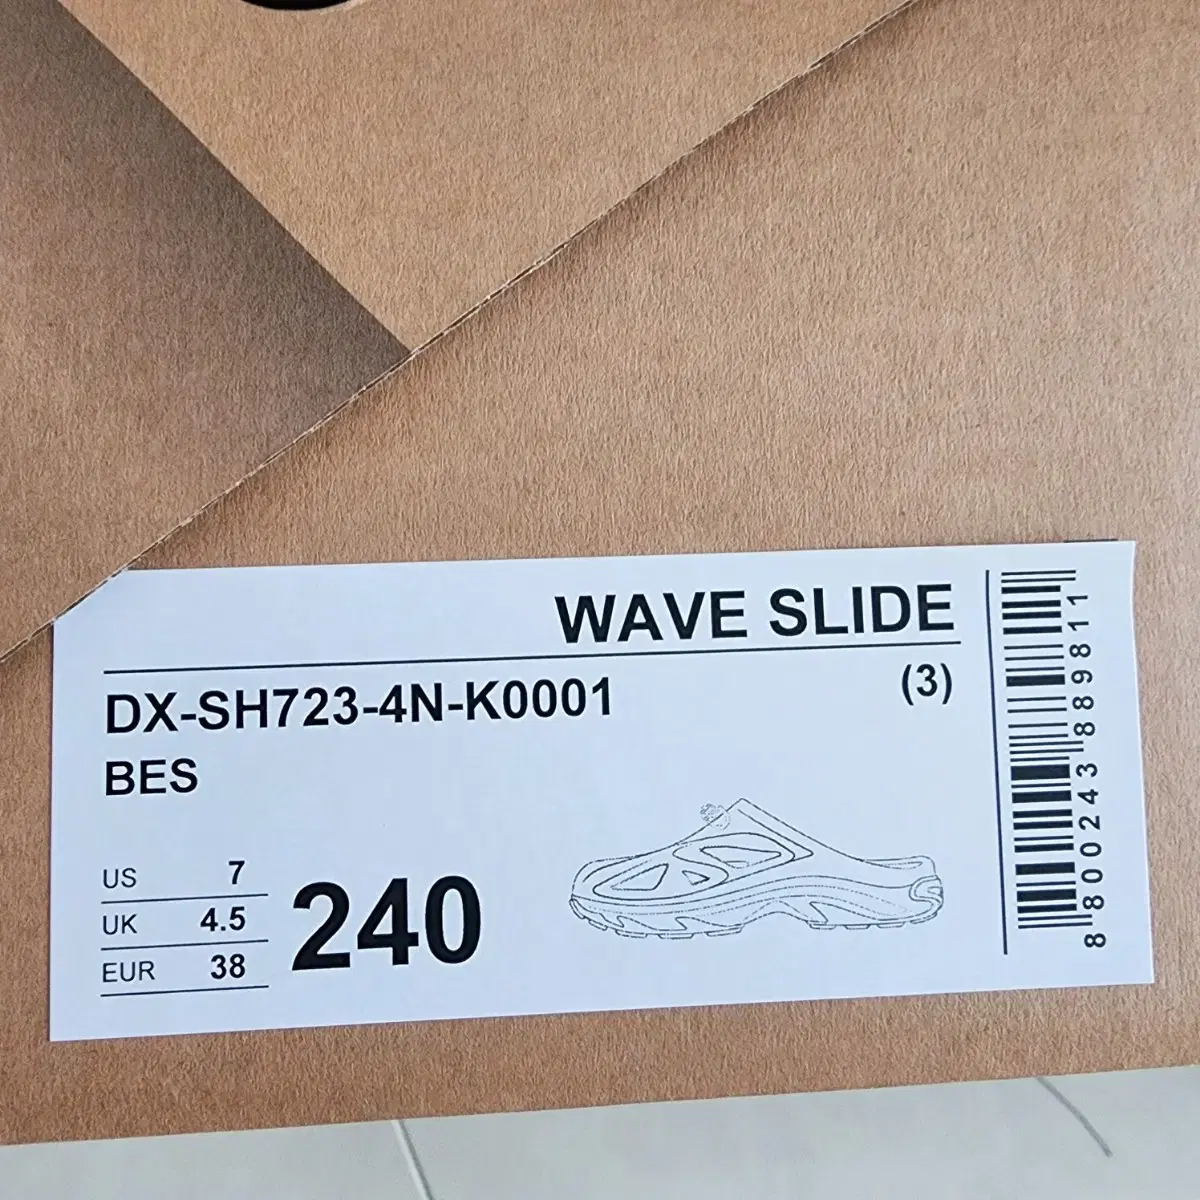 WAVE SLIDE
DX-SH723-4N-K0001
(3)
BES
US 7
UK 4.5
EUR 38
240
8 800243 889811